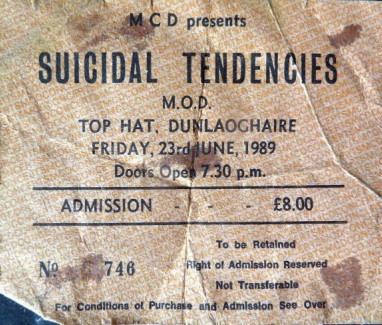 MCD presents
SUICIDAL TENDENCIES
M.O.D.
TOP HAT, DUNLAOGHAIRE
FRIDAY, 23rd JUNE, 1989
Doors Open 7.30 p.m.
ADMISSION - - - £8.00
To be Retained
Nº 746 Right of Admission Reserved
Not Transferable
For Conditions of Purchase and Admission See Over